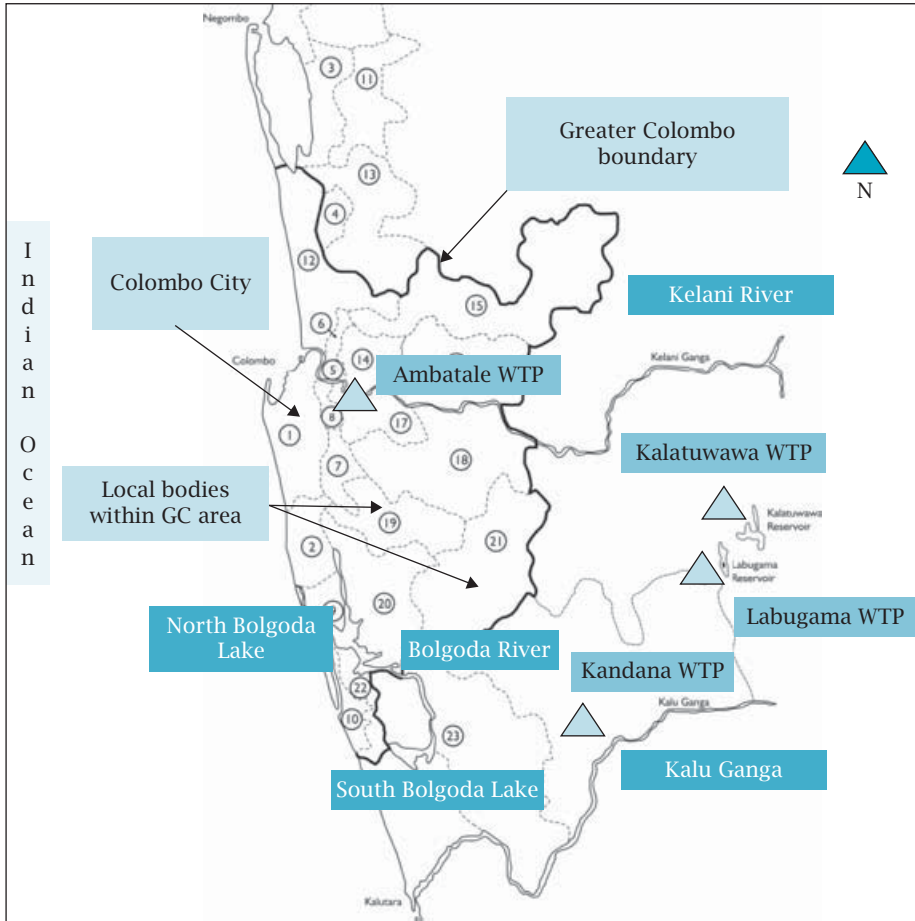 Negombo
3
11
Greater Colombo
boundary
13
N
4
Indian Ocean
12
Colombo City
15
Kelani River
6
Kelani Ganga
Colombo
5
14
Ambatale WTP
8
17
1
Kalatuwawa WTP
7
18
Local bodies
within GC area
Kalatuwawa
Reservoir
19
21
2
Labugama
Reservoir
20
North Bolgoda
Lake
Labugama WTP
Bolgoda River
Kandana WTP
22
Kalu Ganga
10
23
Kalu Ganga
South Bolgoda Lake
Kalutara